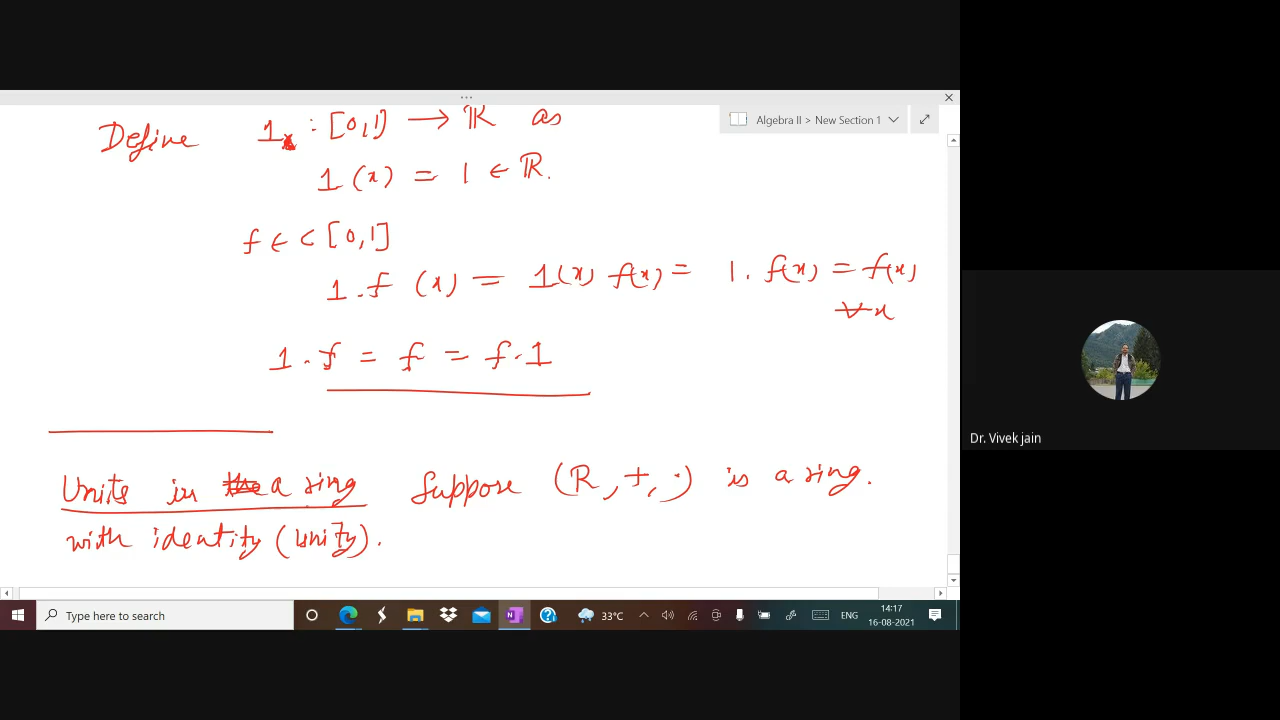 Define 1 : [0,1] → ℝ as
Algebra II > New Section 1
1(x) = 1 ∈ ℝ.
f ∈ C [0,1]
1.f (x) = 1(x) f(x) = 1. f(x) = f(x)
∀x
1 . f = f = f . 1
Dr. Vivek jain
Units in a ring Suppose (R, +, ·) is a ring.
with identity (unity).
Type here to search
33°C
ENG
14:17
16-08-2021